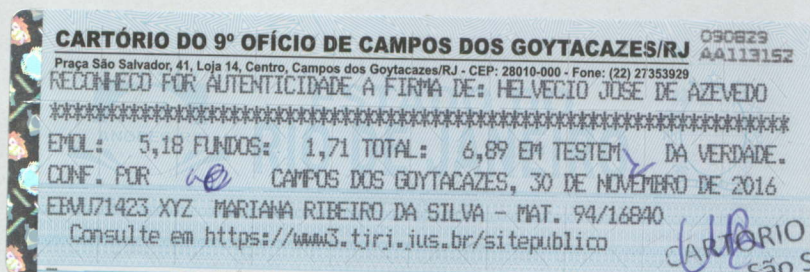 CARTÓRIO DO 9º OFÍCIO DE CAMPOS DOS GOYTACAZES/RJ
090829
AA113152
Praça São Salvador, 41, Loja 14, Centro, Campos dos Goytacazes/RJ - CEP: 28010-000 - Fone: (22) 27353929
RECONHECO POR AUTENTICIDADE A FIRMA DE: HELVECIO JOSE DE AZEVEDO
EMOL: 5,18 FUNDOS: 1,71 TOTAL: 6,89 EM TESTEM DA VERDADE.
CONF. POR CAMPOS DOS GOYTACAZES, 30 DE NOVEMBRO DE 2016
EBVU71423 XYZ MARIANA RIBEIRO DA SILVA - MAT. 94/16840
Consulte em https://www3.tjrj.jus.br/sitepublico
CARTÓRIO
São S